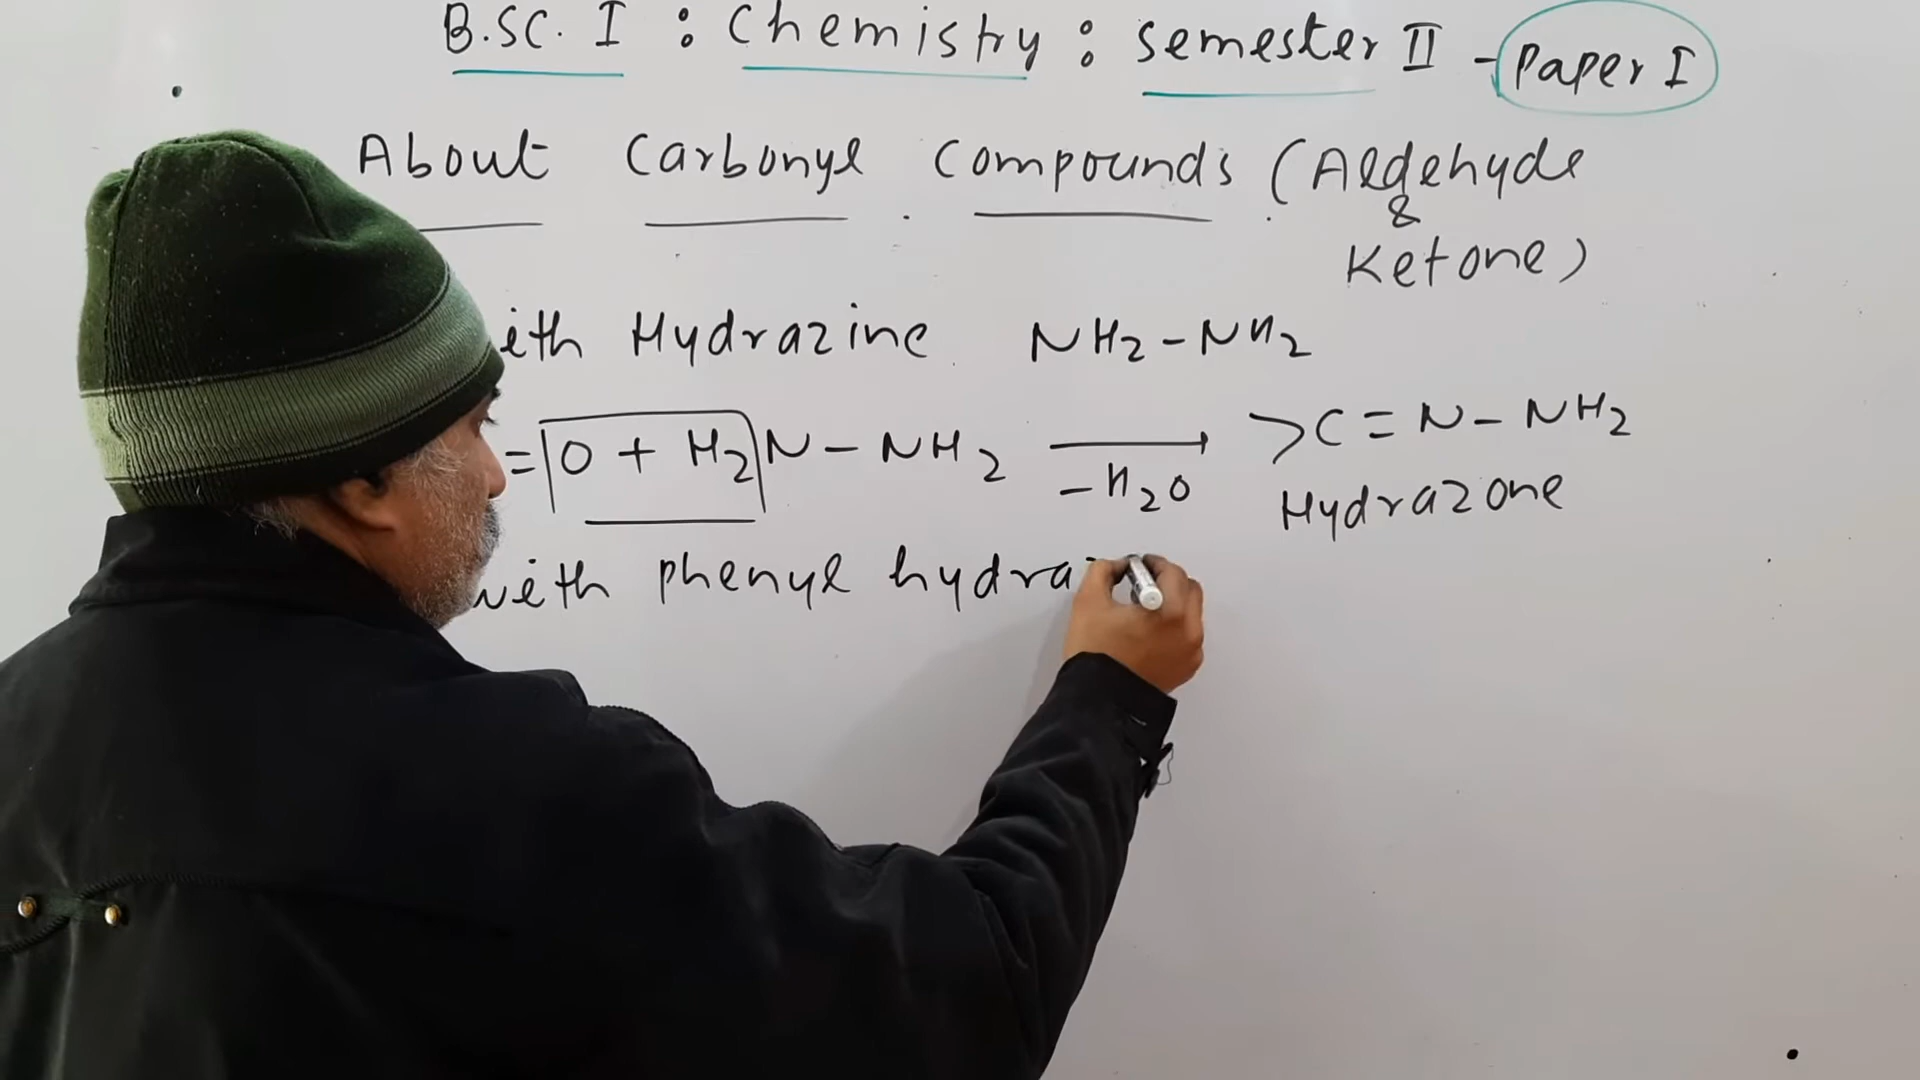 B.SC. I : Chemistry : Semester II - Paper I
About Carbonyl Compounds (Aldehyde
&
Ketone)
ith Hydrazine NH2-NH2
= O + H2 N - NH2 → >C = N - NH2
-H2O
Hydrazone
with phenyl hydra